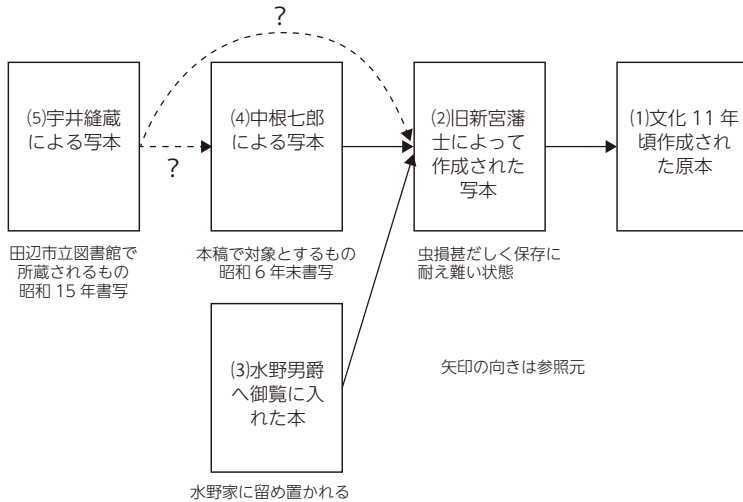 ?
⑸宇井縫蔵
による写本
?
田辺市立図書館で
所蔵されるもの
昭和 15 年書写
⑷中根七郎
による写本
本稿で対象とするもの
昭和 6 年末書写
⑵旧新宮藩
士によって
作成された
写本
虫損甚だしく保存に
耐え難い状態
⑴文化 11 年
頃作成され
た原本
⑶水野男爵
へ御覧に入
れた本
水野家に留め置かれる
矢印の向きは参照元